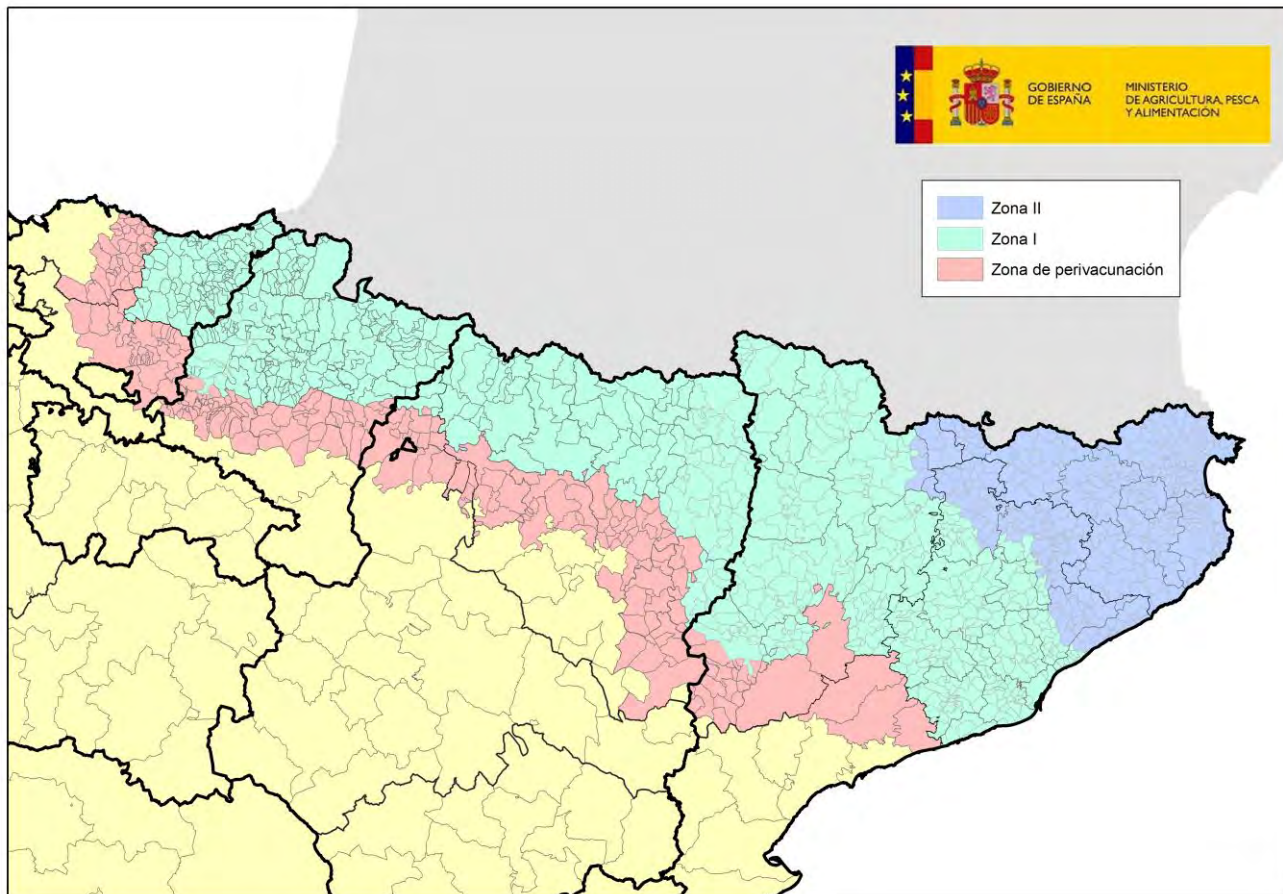 GOBIERNO
DE ESPAÑA
MINISTERIO
DE AGRICULTURA, PESCA
Y ALIMENTACIÓN
Zona II
Zona I
Zona de perivacunación